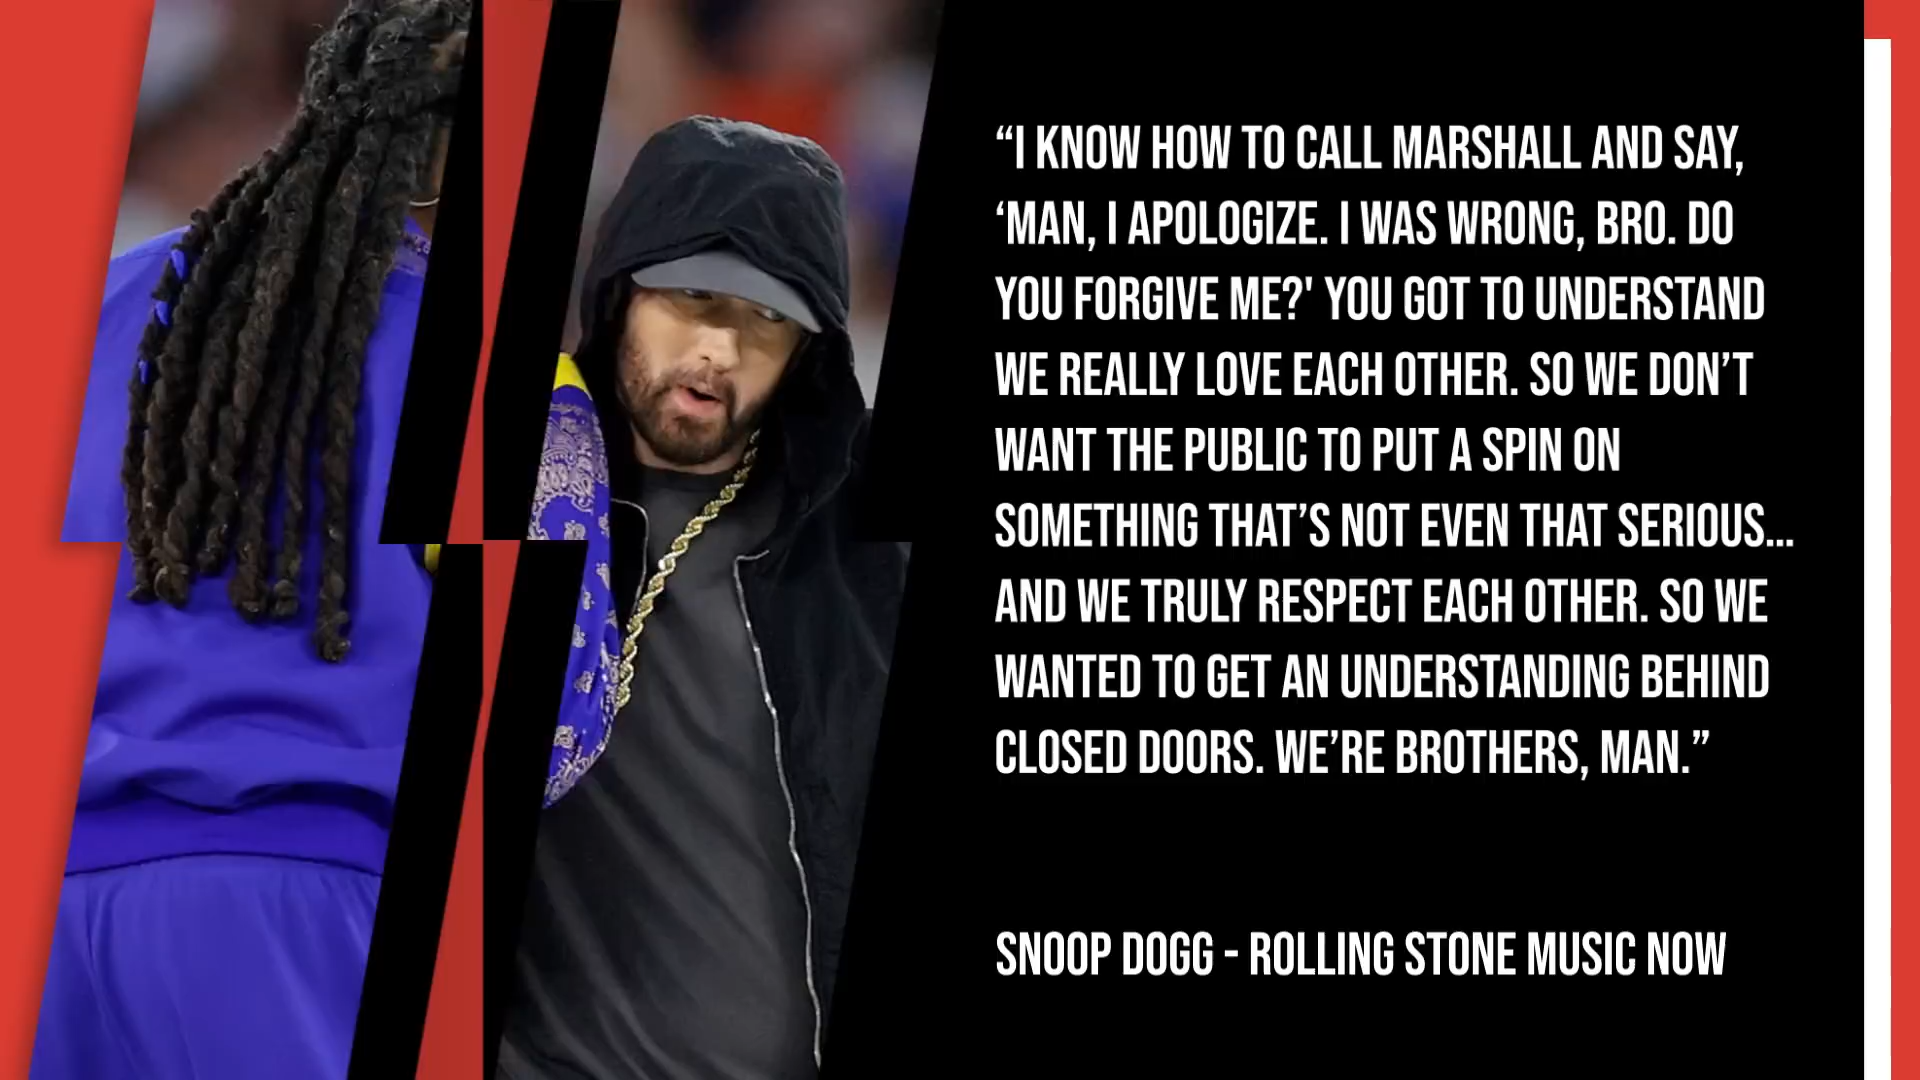 “I KNOW HOW TO CALL MARSHALL AND SAY,
‘MAN, I APOLOGIZE. I WAS WRONG, BRO. DO
YOU FORGIVE ME?' YOU GOT TO UNDERSTAND
WE REALLY LOVE EACH OTHER. SO WE DON’T
WANT THE PUBLIC TO PUT A SPIN ON
SOMETHING THAT’S NOT EVEN THAT SERIOUS...
AND WE TRULY RESPECT EACH OTHER. SO WE
WANTED TO GET AN UNDERSTANDING BEHIND
CLOSED DOORS. WE’RE BROTHERS, MAN.”
SNOOP DOGG - ROLLING STONE MUSIC NOW